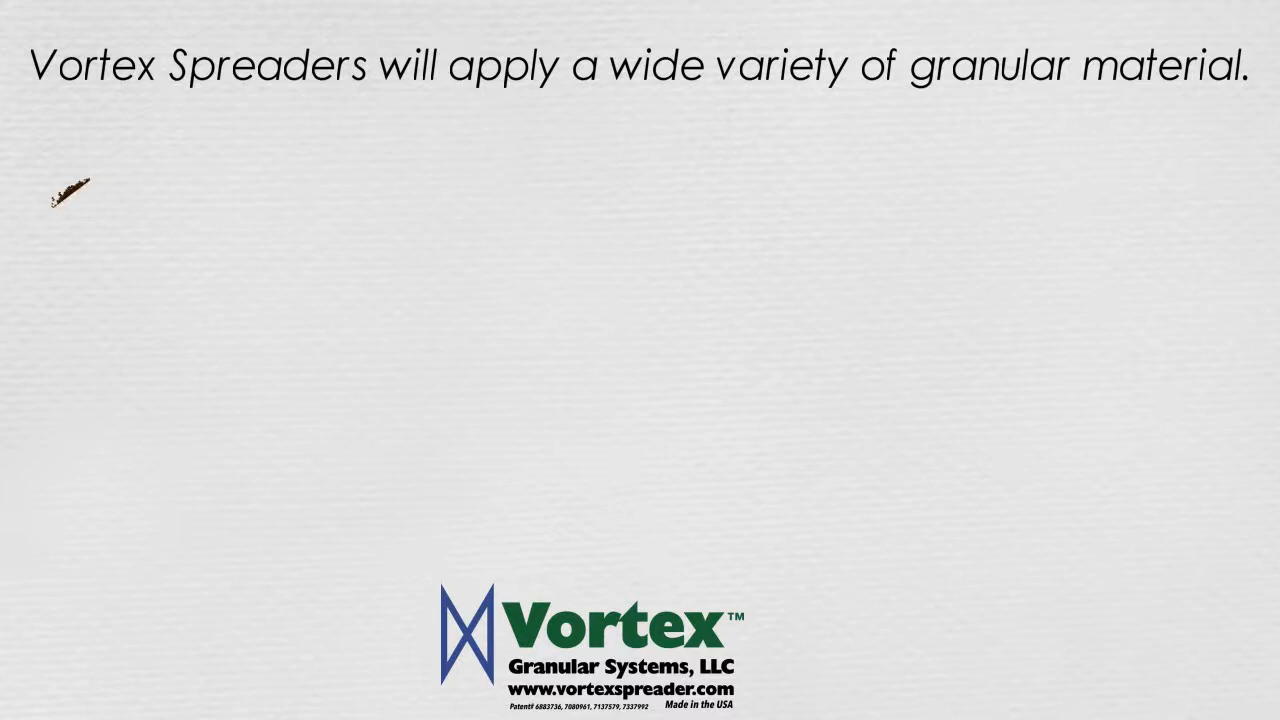 Vortex Spreaders will apply a wide variety of granular material.
Vortex™
Granular Systems, LLC
www.vortexspreader.com
Patent# 6883736, 7080961, 7137579, 7337992 Made in the USA